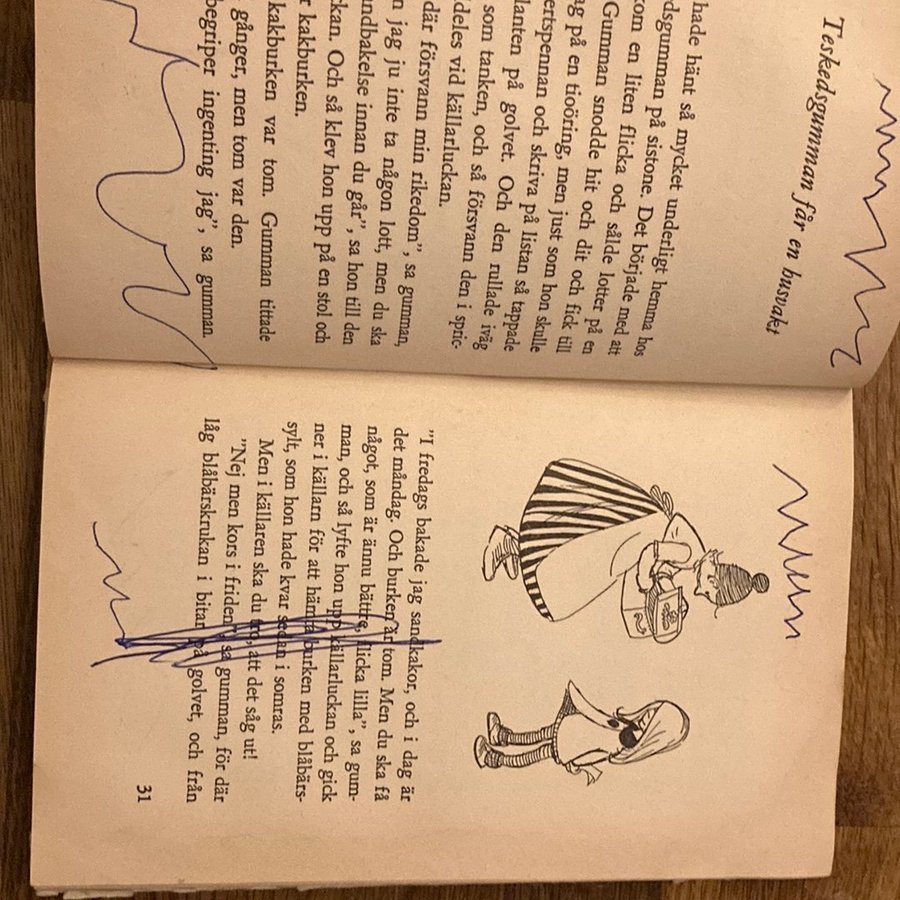 Teskedsgumman får en husvakt
hade hänt så mycket underligt hemma hos
dsgumman på sistone. Det började med att
kom en liten flicka och sålde lotter på en
Gumman snodde hit och dit och fick till
ag på en tioöring, men just som hon skulle
ertspennan och skriva på listan så tappade
lanten på golvet. Och den rullade iväg
som tanken, och så försvann den i spric-
deles vid källarluckan.
där försvann min rikedom", sa gumman,
n jag ju inte ta någon lott, men du ska
ndbakelse innan du går", sa hon till den
kan. Och så klev hon upp på en stol och
r kakburken.
kakburken var tom. Gumman tittade
gånger, men tom var den.
begriper ingenting jag", sa gumman.
"I fredags bakade jag sandkakor, och i dag är
det måndag. Och burken är tom. Men du ska få
något, som är ännu bättre, flicka lilla", sa gum-
man, och så lyfte hon upp källarluckan och gick
ner i källarn för att hämta burken med blåbärs-
sylt, som hon hade kvar sedan i somras.
Men i källaren ska du tro, att det såg ut!
"Nej men kors i friden", sa gumman, för där
låg blåbärskrukan i bitar på golvet, och från
31